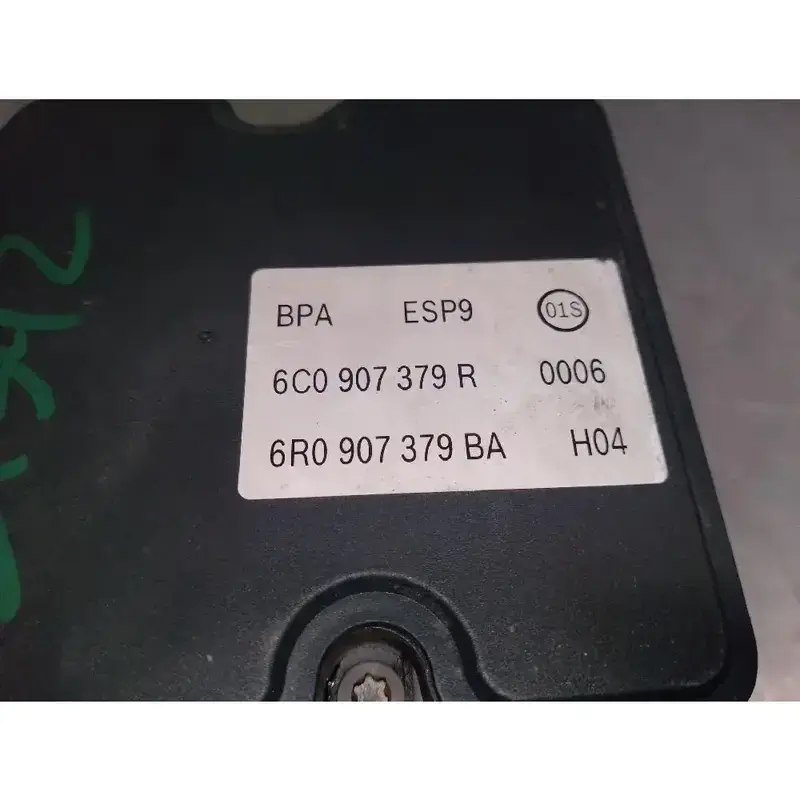 BPA ESP9 01S
6C0 907 379 R 0006
6R0 907 379 BA H04